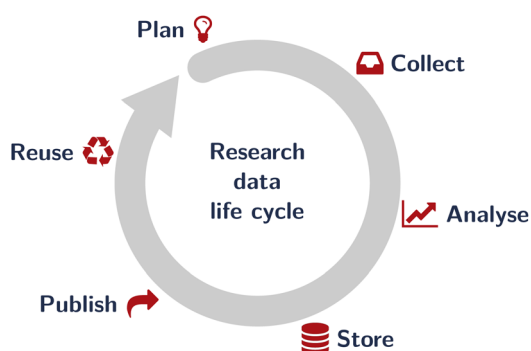 Plan
Collect
Reuse
Research
data
life cycle
Analyse
Publish
Store